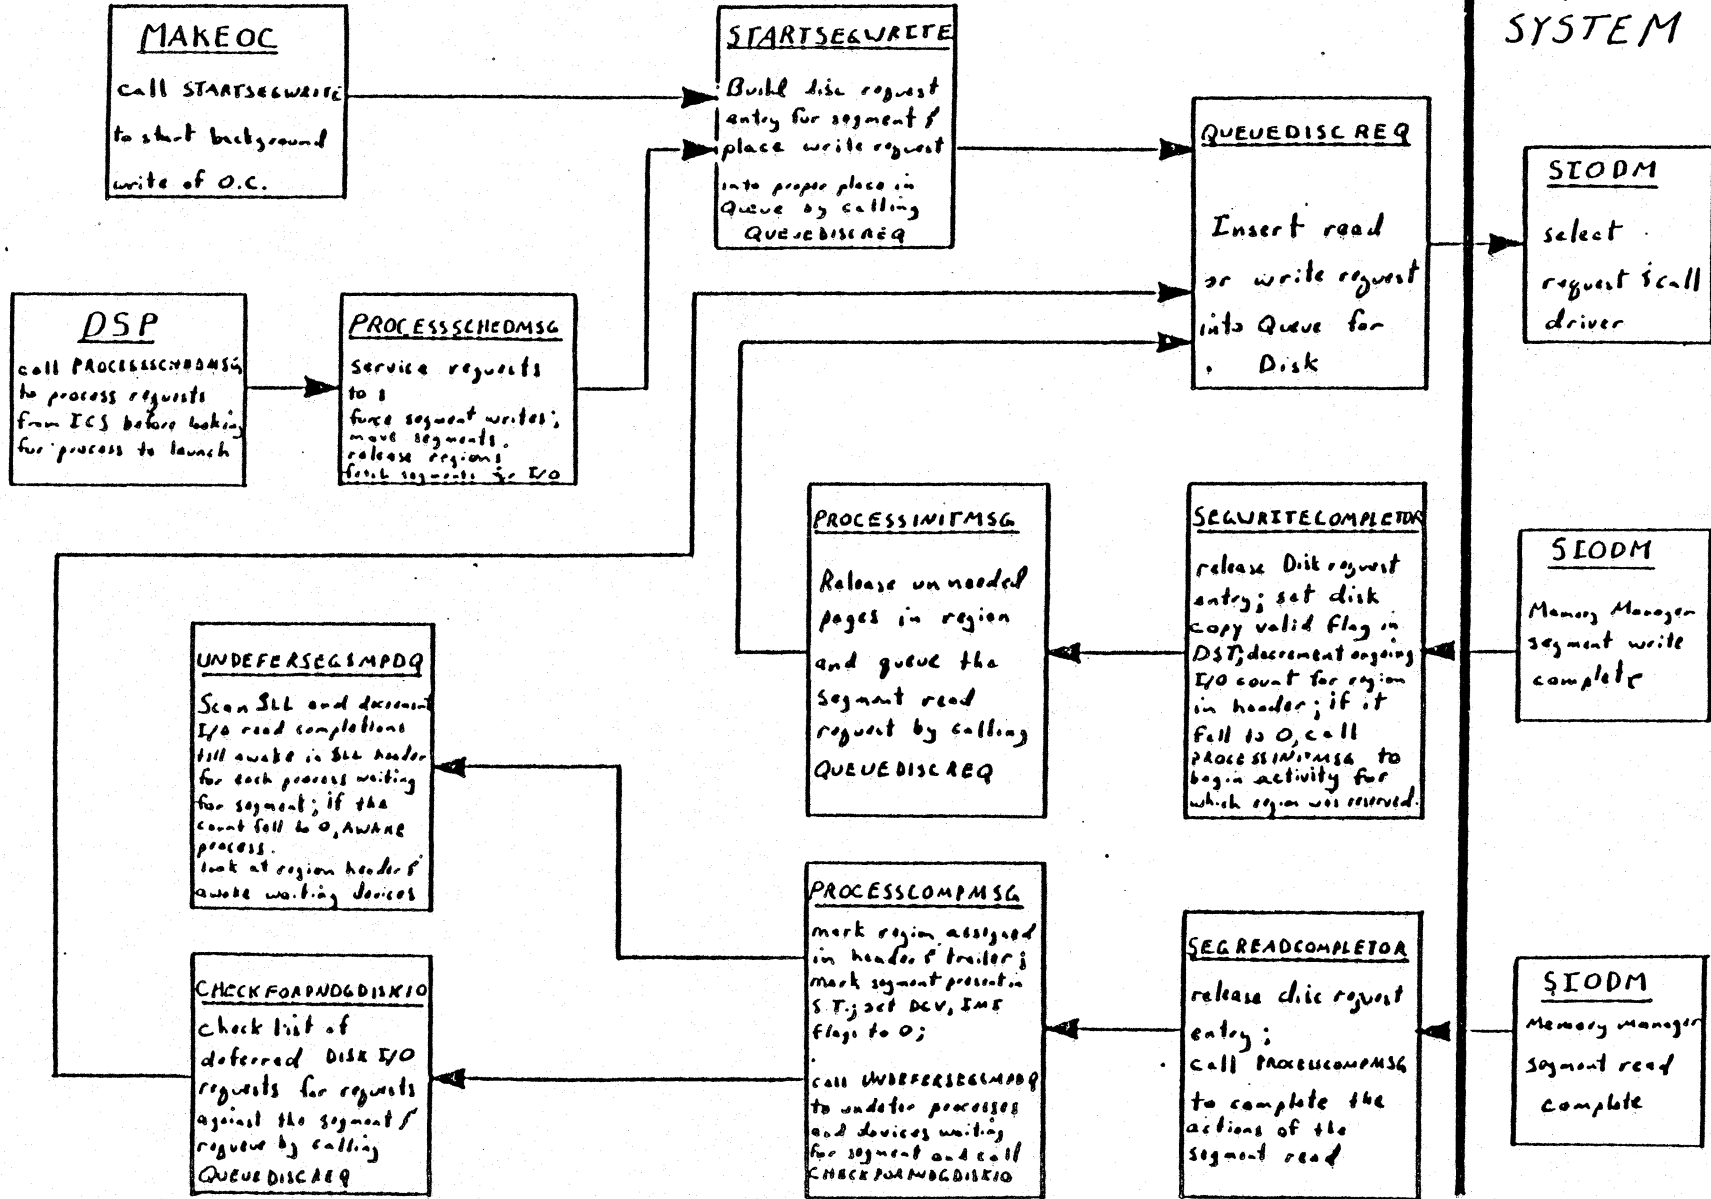 SYSTEM
MAKEOC
call STARTSEGWRITE
to start background
write of O.C.
STARTSEGWRITE
Build disc request
entry for segment &
place write request
into proper place in
Queue by calling
QUEUEDISCREQ
QUEUEDISCREQ
Insert read
or write request
into Queue for
Disk
SIODM
select
request & call
driver
DSP
call PROCESSSCHEDMSG
to process requests
from ICS before looking
for process to launch
PROCESSSCHEDMSG
service requests
to :
force segment writes;
move segments.
release regions
fetch segments for I/O
PROCESSINITMSG
Release unneeded
pages in region
and queue the
segment read
request by calling
QUEUEDISCREQ
SEGWRITECOMPLETOR
release Disk request
entry; set disk
copy valid flag in
DST; decrement ongoing
I/O count for region
in header; if it
fell to 0, call
PROCESSINITMSG to
begin activity for
which region was reserved.
SIODM
Memory Manager
segment write
complete
UNDEFERSEGSMPDQ
Scan SLL and decrement
I/O read completions
till awake in SLL header
for each process waiting
for segment; if the
count fell to 0, AWAKE
process.
look at region header &
awake waiting devices
CHECKFORPNDGDISKIO
check list of
deferred DISK I/O
requests for requests
against the segment &
requeue by calling
QUEUEDISCREQ
PROCESSCOMPMSG
mark region assigned
in header & trailer;
mark segment present in
S.T.; set DCV, IMI
flags to 0;
call UNDEFERSEGSMPDQ
to undefer processes
and devices waiting
for segment and call
CHECKFORPNDGDISKIO
SEGREADCOMPLETOR
release disc request
entry;
call PROCESSCOMPMSG
to complete the
actions of the
segment read
SIODM
Memory Manager
segment read
complete